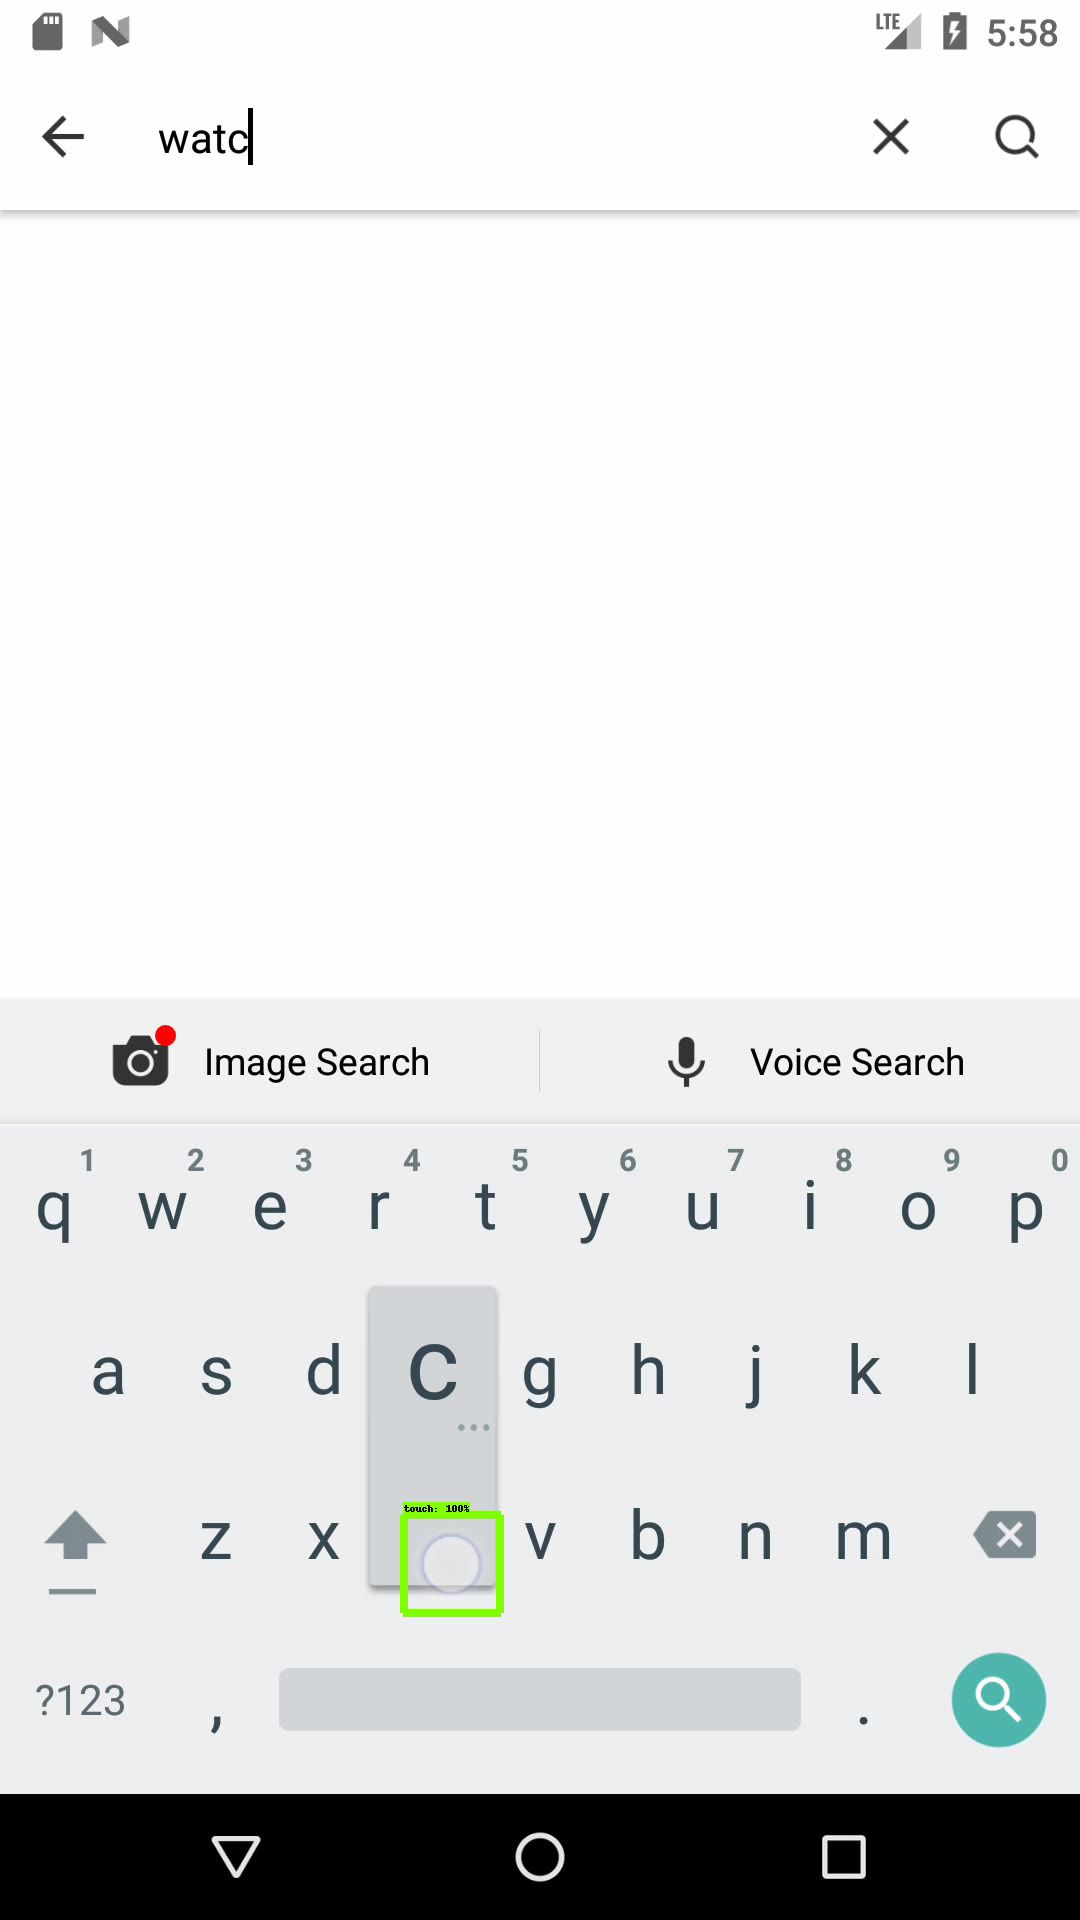 LTE 5:58
watc
Image Search Voice Search
1 2 3 4 5 6 7 8 9 0
q w e r t y u i o p
a s d c g h j k l
touch: 100%
z x v b n m
?123 , .